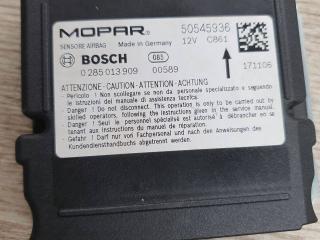 MOPAR 50545936
SENSORE AIRBAG Made in Germany 12V C861
BOSCH 083
0 285 013 909 00589 171106
ATTENZIONE - CAUTION - ATTENTION - ACHTUNG
- Pericolo ! Non scollegare se non da personale specializzato e seguendo
le istruzioni del manuale di assistenza tecnica.
- Danger ! Do not disconnect. This operation is only to be carried out by
skilled operators, following the instructions given in the service manual.
- Danger ! Seul le personnel spécialisé est autorisé à débrancher en se
tenant aux instructions du manuel de réparation.
- Gefahr ! Darf nur von Fachpersonal und nach den Anweisungen des
Kundendiensthandbuchs abgetrennt werden.